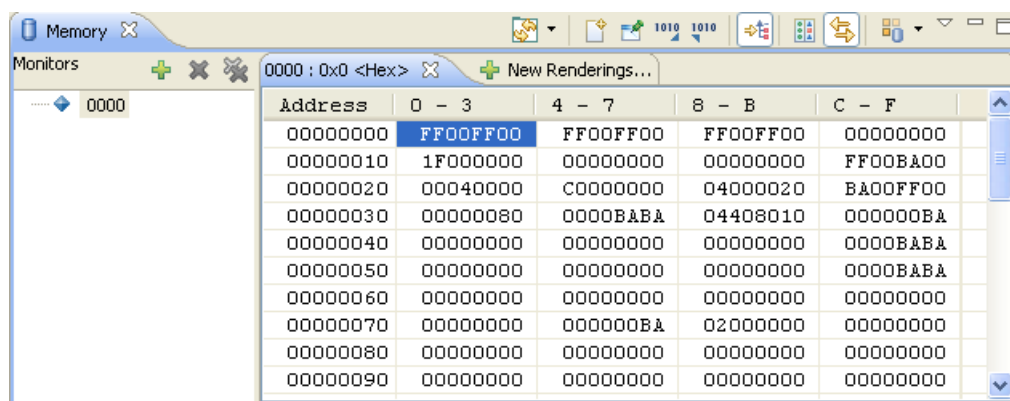 Memory
1010 1010
Monitors
0000 : 0x0 <Hex> New Renderings...
0000
Address 0 - 3 4 - 7 8 - B C - F
00000000 FF00FF00 FF00FF00 FF00FF00 00000000
00000010 1F000000 00000000 00000000 FF00BA00
00000020 00040000 C0000000 04000020 BA00FF00
00000030 00000080 0000BABA 04408010 000000BA
00000040 00000000 00000000 00000000 0000BABA
00000050 00000000 00000000 00000000 0000BABA
00000060 00000000 00000000 00000000 00000000
00000070 00000000 000000BA 02000000 00000000
00000080 00000000 00000000 00000000 00000000
00000090 00000000 00000000 00000000 00000000